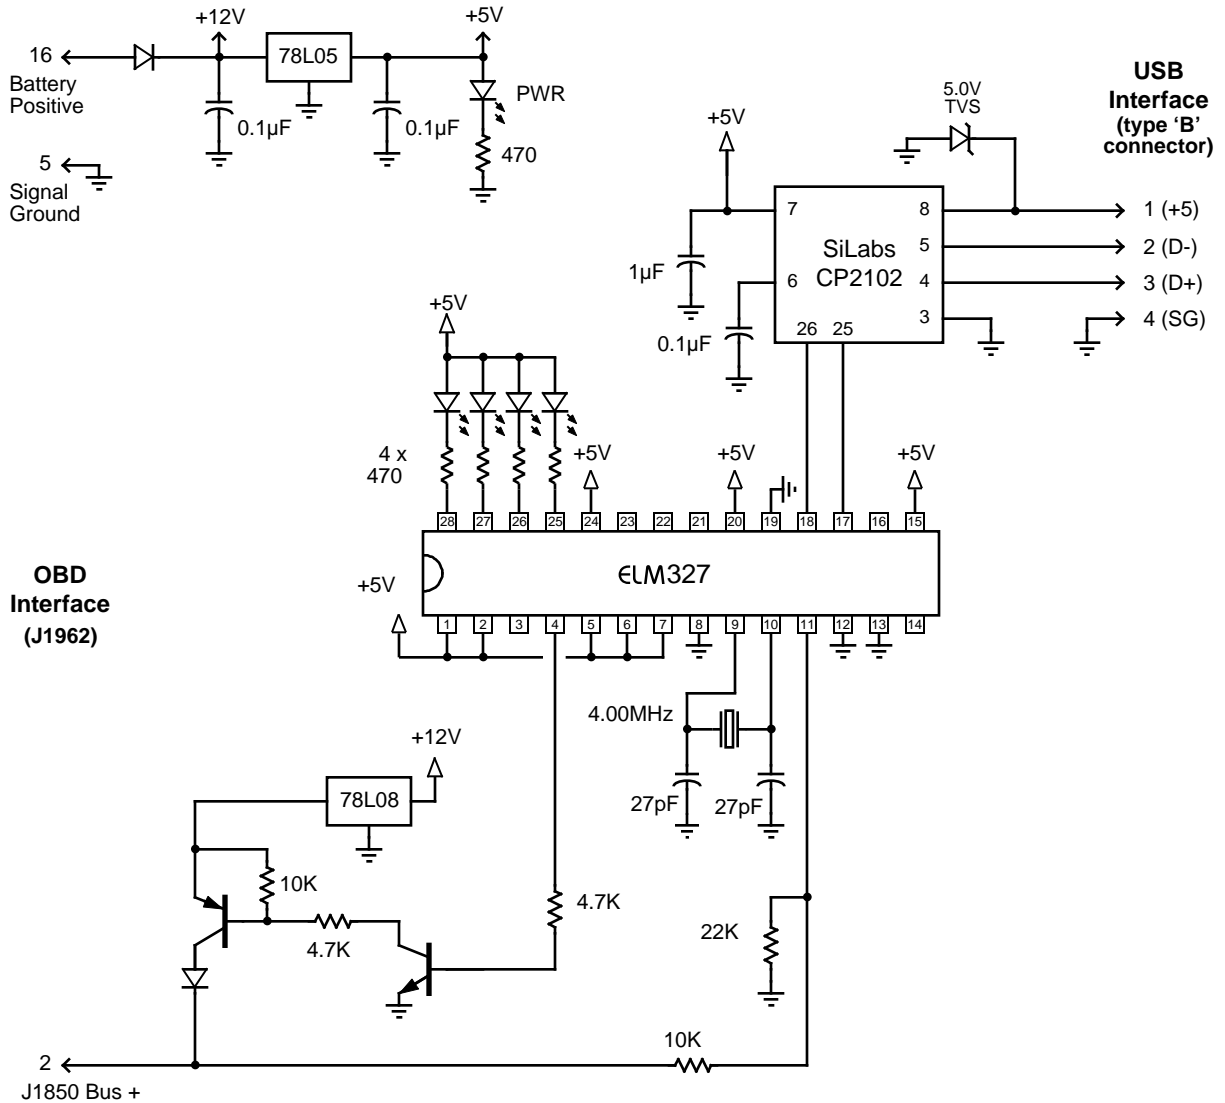 +12V
+5V
16
78L05
Battery
Positive
PWR
0.1µF
0.1µF
470
5
Signal
Ground
USB
Interface
(type ‘B’
connector)
5.0V
TVS
+5V
7
8
1 (+5)
SiLabs
CP2102
5
2 (D-)
1µF
6
4
3 (D+)
3
4 (SG)
26
25
0.1µF
+5V
4 x
470
+5V
+5V
+5V
28
27
26
25
24
23
22
21
20
19
18
17
16
15
ELM327
OBD
Interface
(J1962)
+5V
1
2
3
4
5
6
7
8
9
10
11
12
13
14
4.00MHz
27pF
27pF
+12V
78L08
10K
4.7K
4.7K
22K
10K
2
J1850 Bus +